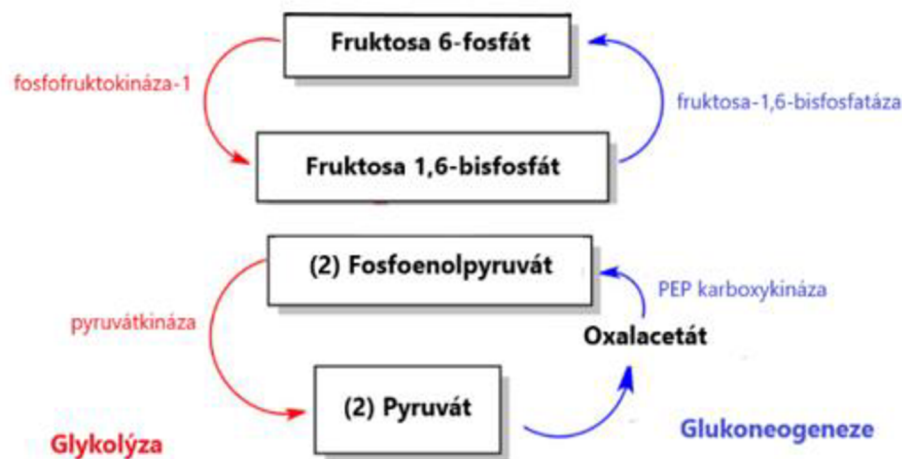 Fruktosa 6-fosfát
fosfofruktokináza-1
fruktosa-1,6-bisfosfatáza
Fruktosa 1,6-bisfosfát
(2) Fosfoenolpyruvát
PEP karboxykináza
pyruvátkináza
Oxalacetát
(2) Pyruvát
Glykolýza
Glukoneogeneze